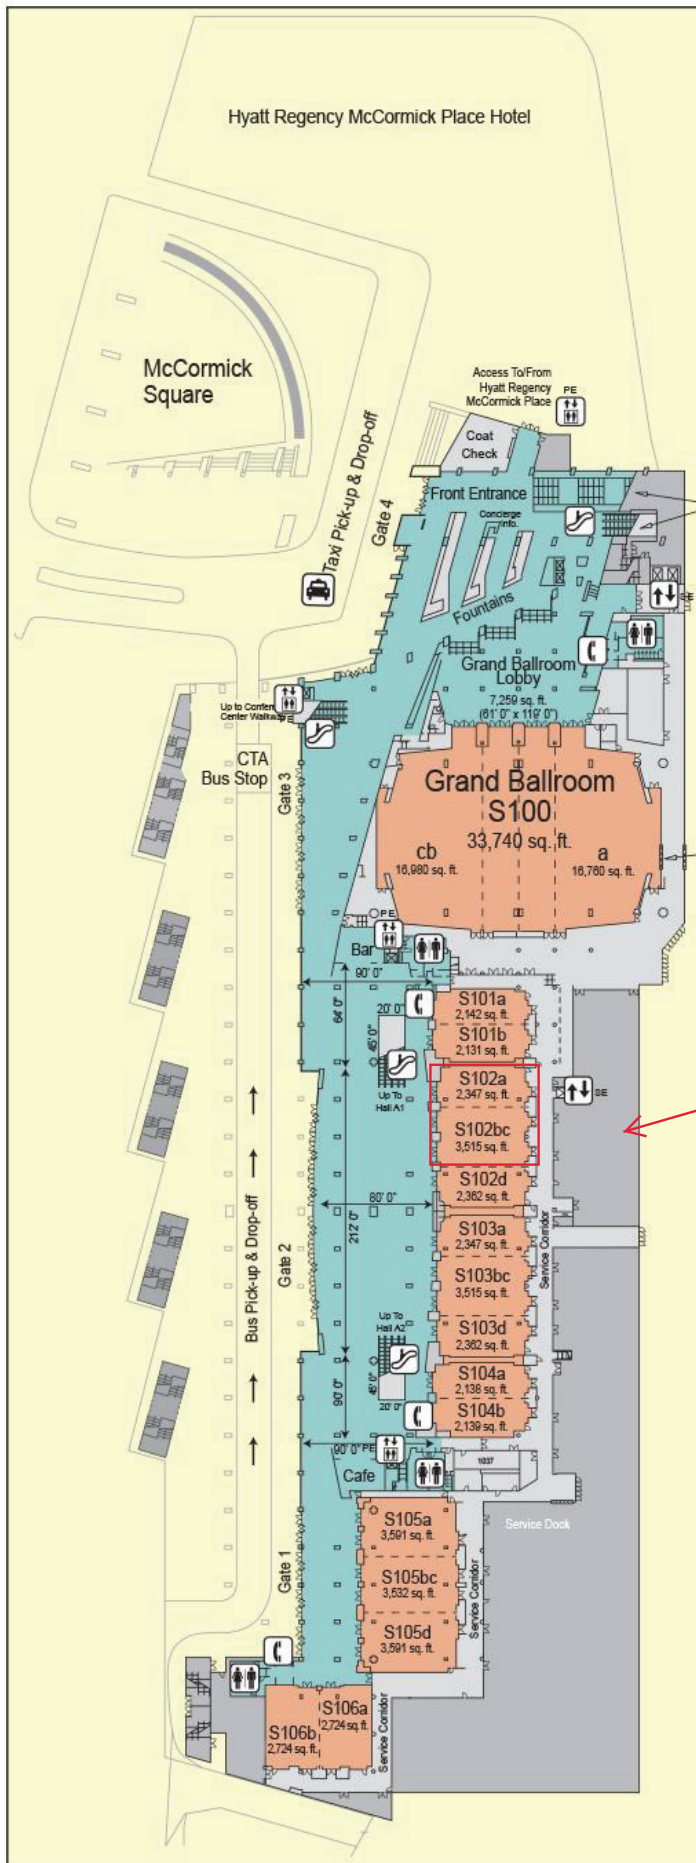 Hyatt Regency McCormick Place Hotel
McCormick
Square
Access To/From
Hyatt Regency
McCormick Place
PE
Coat
Check
Front Entrance
Concierge
Info.
Taxi Pick-up & Drop-off
Gate 4
Fountains
SE
Grand Ballroom
Lobby
7,259 sq. ft.
(61' 0" x 119' 0")
Up to
Center
PE
CTA
Bus Stop
Gate 3
Grand Ballroom
S100
33,740 sq. ft.
cb
16,980 sq. ft.
a
16,760 sq. ft.
PE
Bar
90' 0"
64' 0"
20' 0"
45' 0"
S101a
2,142 sq. ft.
S101b
2,131 sq. ft.
Up To
Hall A1
S102a
2,347 sq. ft.
SE
S102bc
3,515 sq. ft.
S102d
2,362 sq. ft.
80' 0"
212' 0"
Bus Pick-up & Drop-off
Gate 2
Service Corridor
S103a
2,347 sq. ft.
S103bc
3,515 sq. ft.
S103d
2,362 sq. ft.
Up To
Hall A2
45' 0"
20' 0"
90' 0"
S104a
2,138 sq. ft.
S104b
2,139 sq. ft.
90' 0"
PE
Cafe
1037
S105a
3,591 sq. ft.
S105bc
3,532 sq. ft.
S105d
3,591 sq. ft.
Service Dock
Service Corridor
Gate 1
S106a
2,724 sq. ft.
S106b
2,724 sq. ft.
Service Corridor